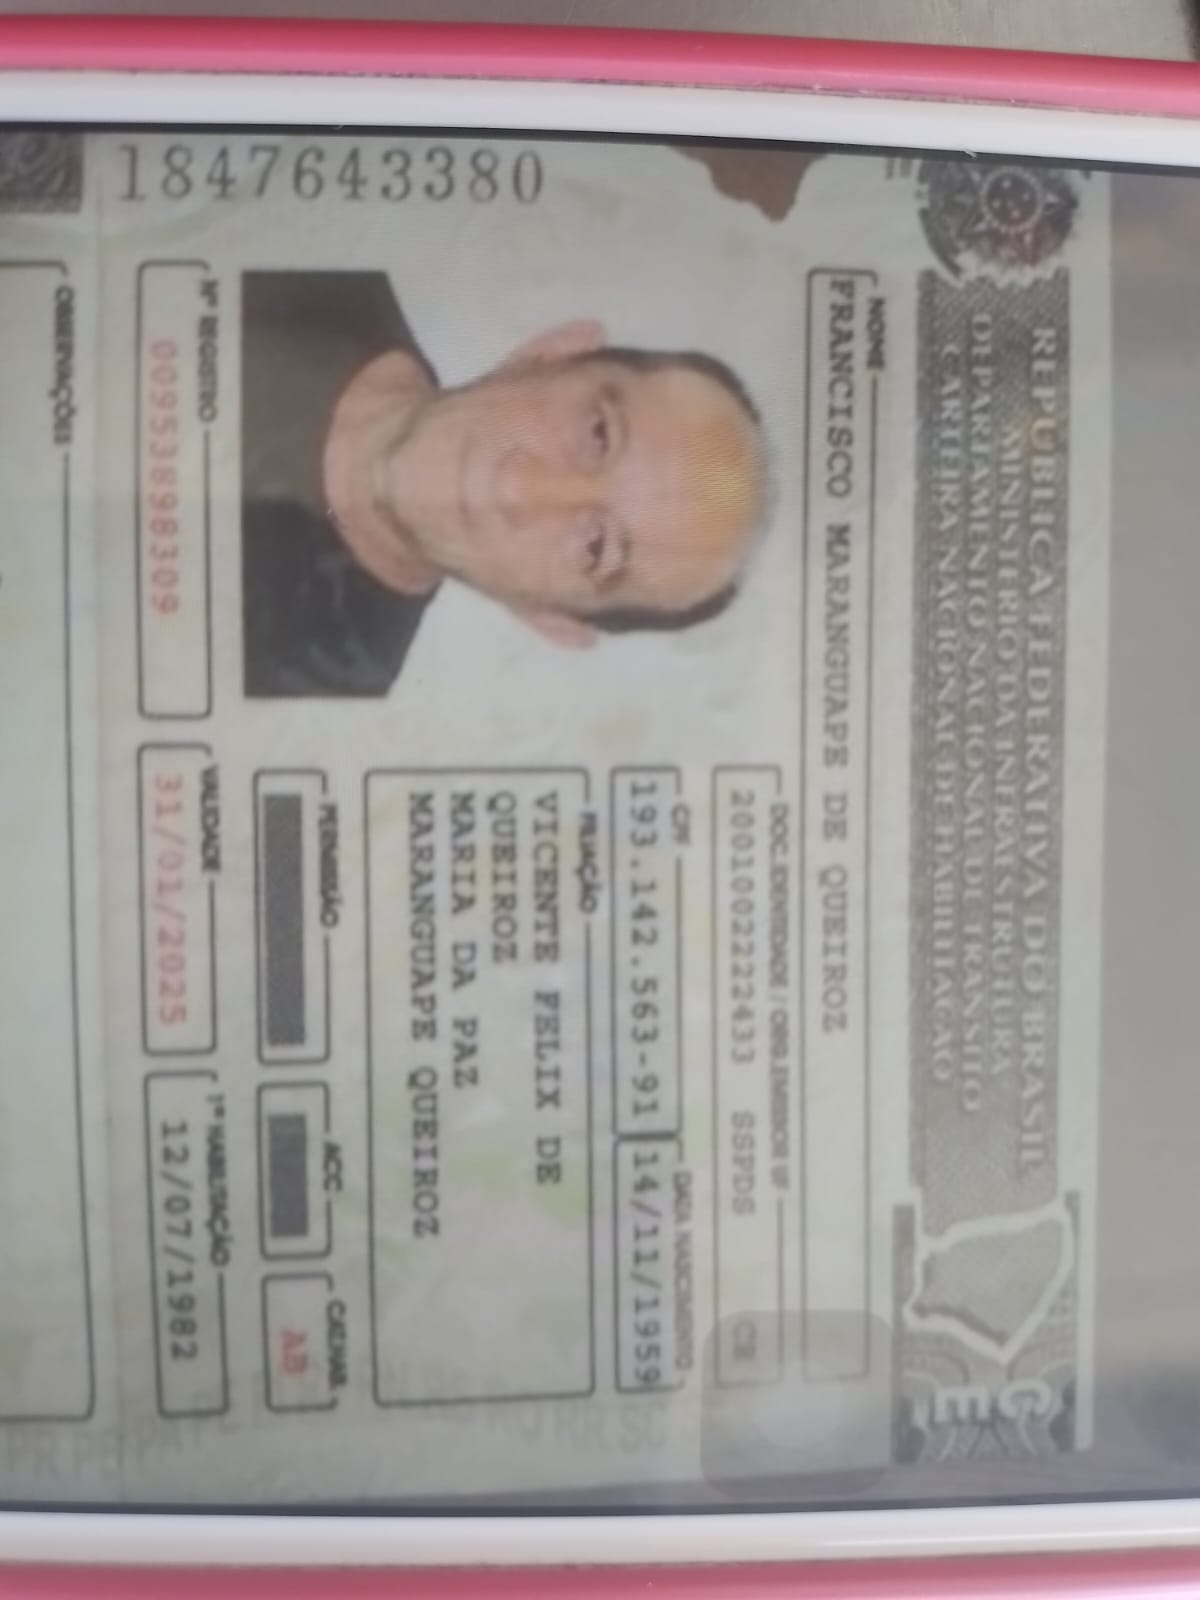 REPÚBLICA FEDERATIVA DO BRASIL
MINISTÉRIO DA INFRAESTRUTURA
DEPARTAMENTO NACIONAL DE TRÂNSITO
CARTEIRA NACIONAL DE HABILITAÇÃO
NOME
FRANCISCO MARANGUAPE DE QUEIROZ
DOC.IDENTIDADE / ORG.EMISSOR UF
2001002222433 SSPDS CE
CPF
193.142.563-91
DATA NASCIMENTO
14/11/1959
FILIAÇÃO
VICENTE FELIX DE
QUEIROZ
MARIA DA PAZ
MARANGUAPE QUEIROZ
PERMISSÃO
ACC
CAT.HAB.
AB
Nº REGISTRO
00953898309
VALIDADE
31/01/2025
1ª HABILITAÇÃO
12/07/1982
OBSERVAÇÕES
1847643380